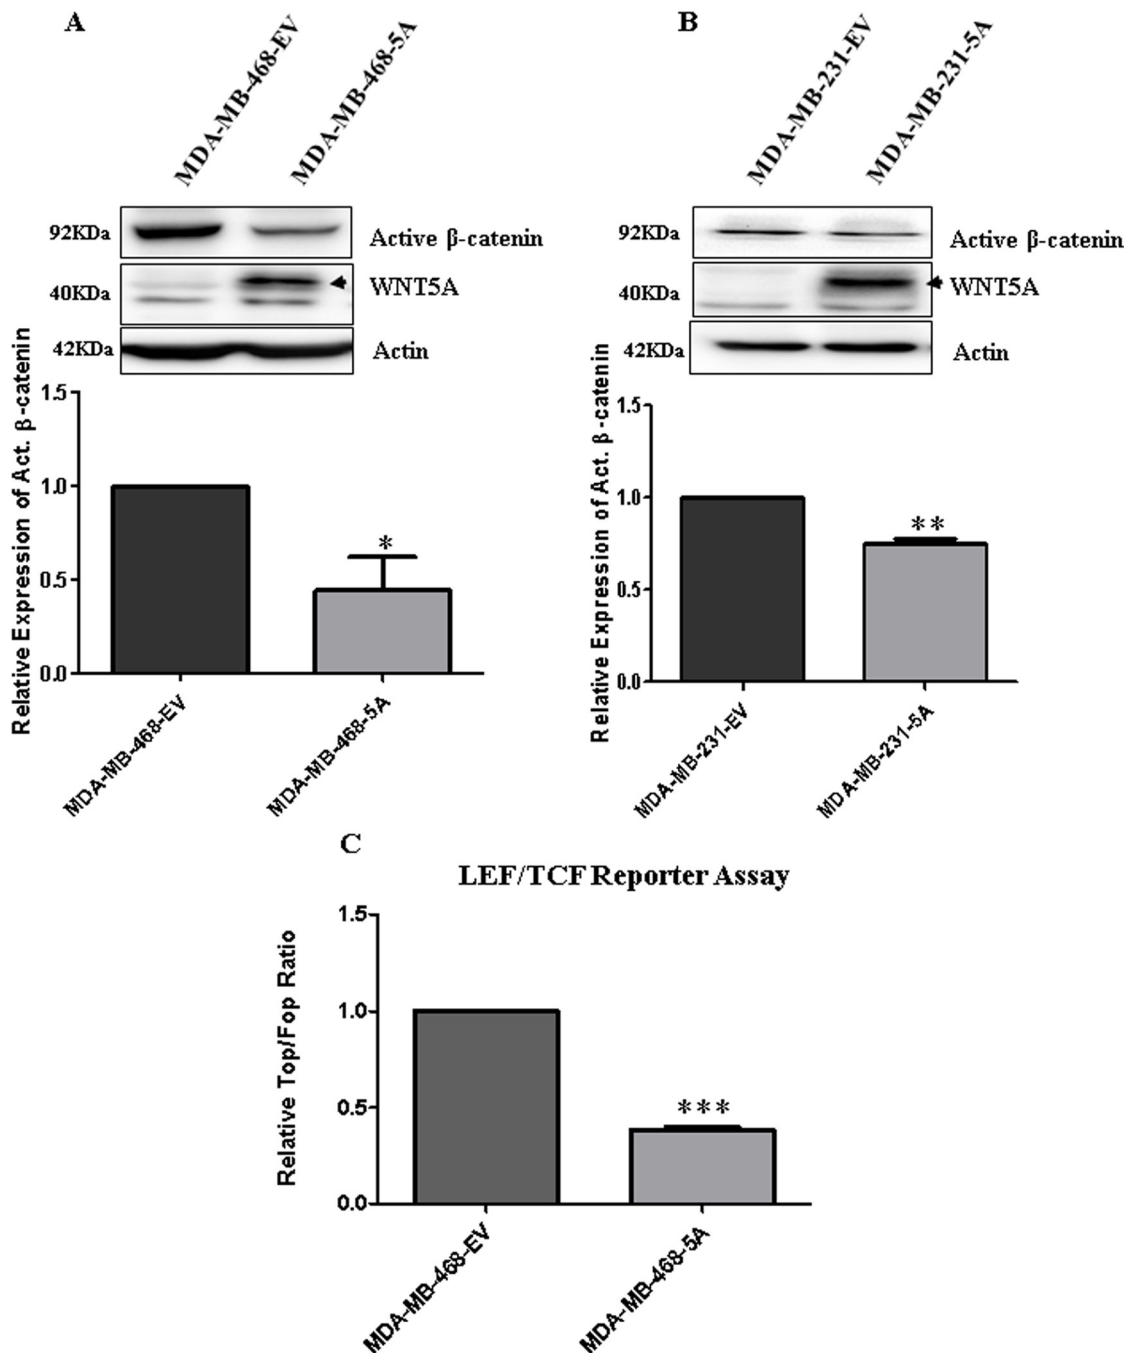 A
MDA-MB-468-EV
MDA-MB-468-5A
92KDa
Active β-catenin
40KDa
WNT5A
42KDa
Actin
Relative Expression of Act. β-catenin
1.5
1.0
0.5
0.0
*
MDA-MB-468-EV
MDA-MB-468-5A
B
MDA-MB-231-EV
MDA-MB-231-5A
92KDa
Active β-catenin
40KDa
WNT5A
42KDa
Actin
Relative Expression of Act. β-catenin
1.5
1.0
0.5
0.0
**
MDA-MB-231-EV
MDA-MB-231-5A
C
LEF/TCF Reporter Assay
Relative Top/Fop Ratio
1.5
1.0
0.5
0.0
***
MDA-MB-468-EV
MDA-MB-468-5A